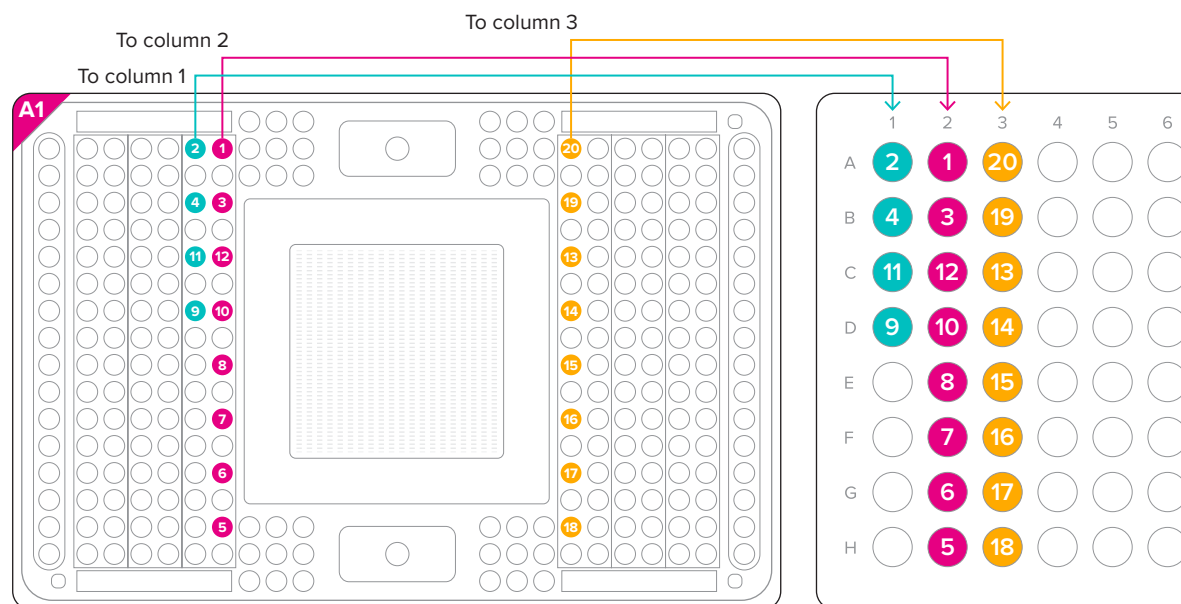 To column 3
To column 2
To column 1
A1
1 2 3 4 5 6
2 1 20
A 2 1 20
4 3 19
B 4 3 19
11 12 13
C 11 12 13
9 10 14
D 9 10 14
8 15
E 8 15
7 16
F 7 16
6 17
G 6 17
5 18
H 5 18